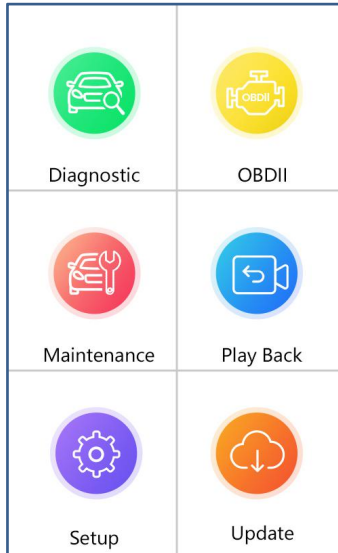 OBDII
Diagnostic
OBDII
Maintenance
Play Back
Setup
Update